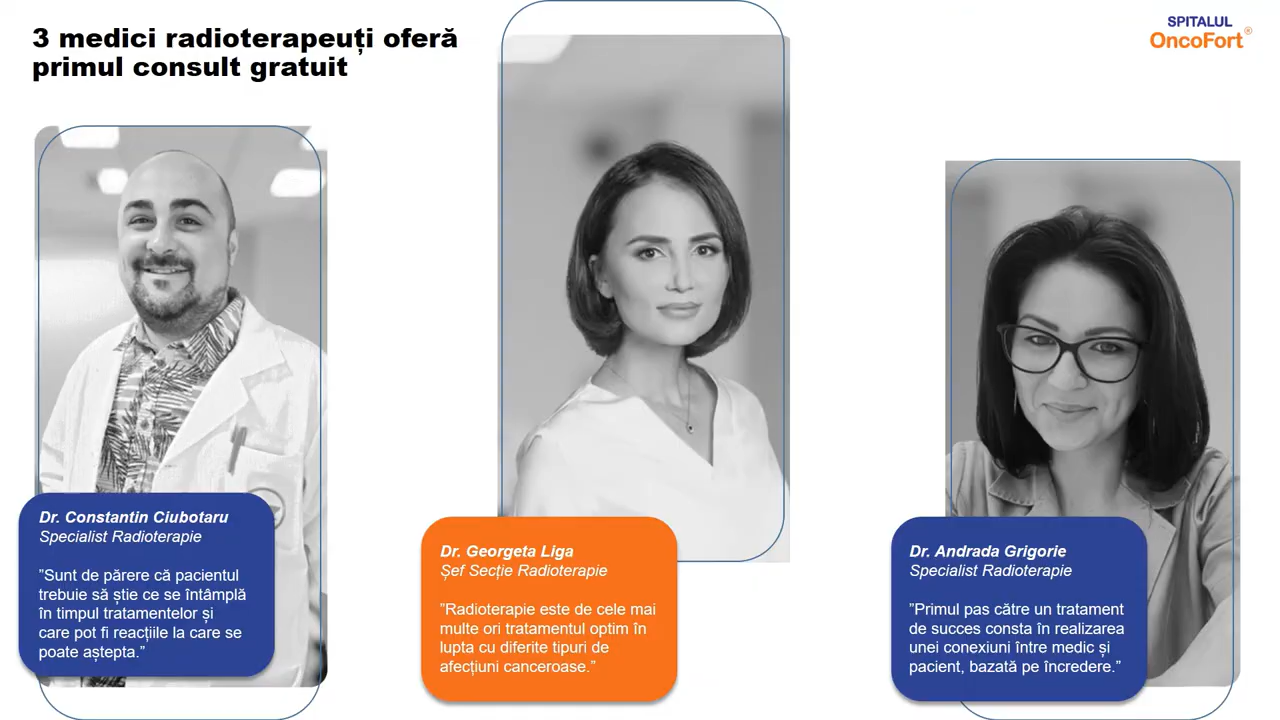 3 medici radioterapeuți oferă
primul consult gratuit
SPITALUL
OncoFort®
Dr. Constantin Ciubotaru
Specialist Radioterapie
”Sunt de părere că pacientul
trebuie să știe ce se întâmplă
în timpul tratamentelor și
care pot fi reacțiile la care se
poate aștepta.”
Dr. Georgeta Liga
Șef Secție Radioterapie
”Radioterapie este de cele mai
multe ori tratamentul optim în
lupta cu diferite tipuri de
afecțiuni canceroase.”
Dr. Andrada Grigorie
Specialist Radioterapie
”Primul pas către un tratament
de succes consta în realizarea
unei conexiuni între medic și
pacient, bazată pe încredere.”